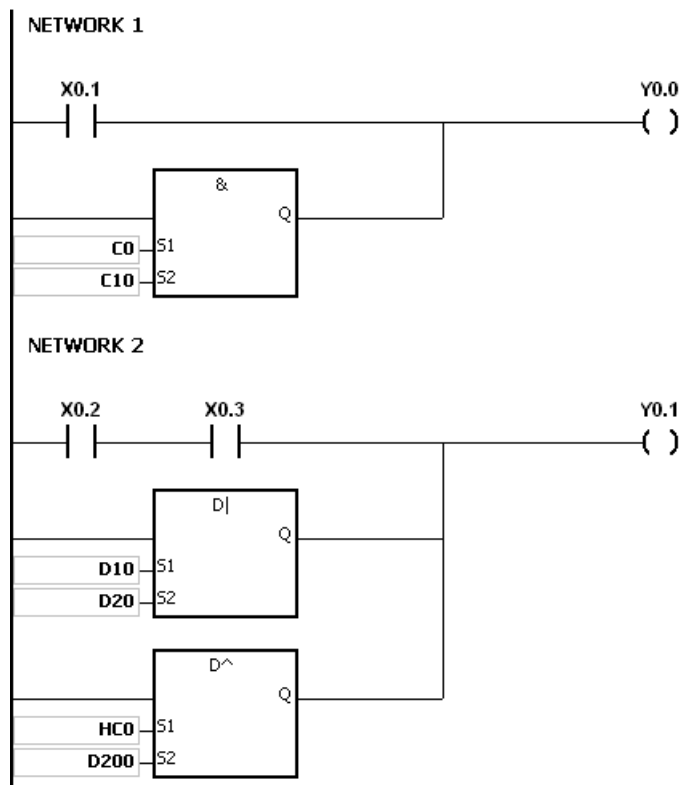 NETWORK 1
X0.1 Y0.0
&
Q
C0 S1
C10 S2
NETWORK 2
X0.2 X0.3 Y0.1
D|
Q
D10 S1
D20 S2
D^
Q
HC0 S1
D200 S2